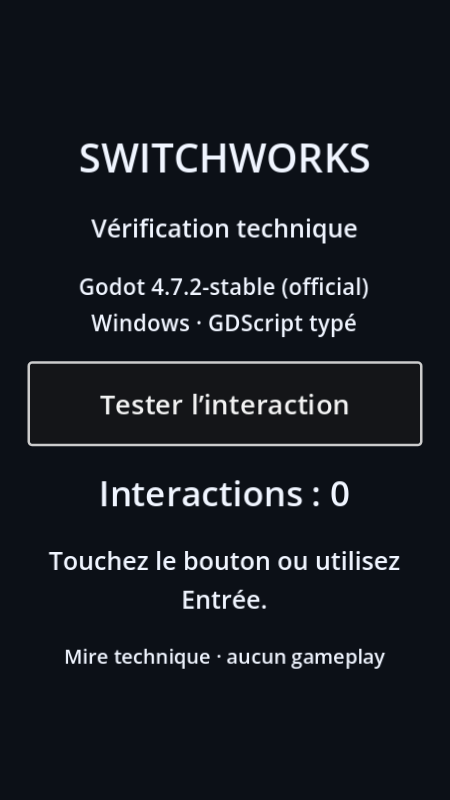 SWITCHWORKS
Vérification technique
Godot 4.7.2-stable (official)
Windows · GDScript typé
Tester l’interaction
Interactions : 0
Touchez le bouton ou utilisez
Entrée.
Mire technique · aucun gameplay